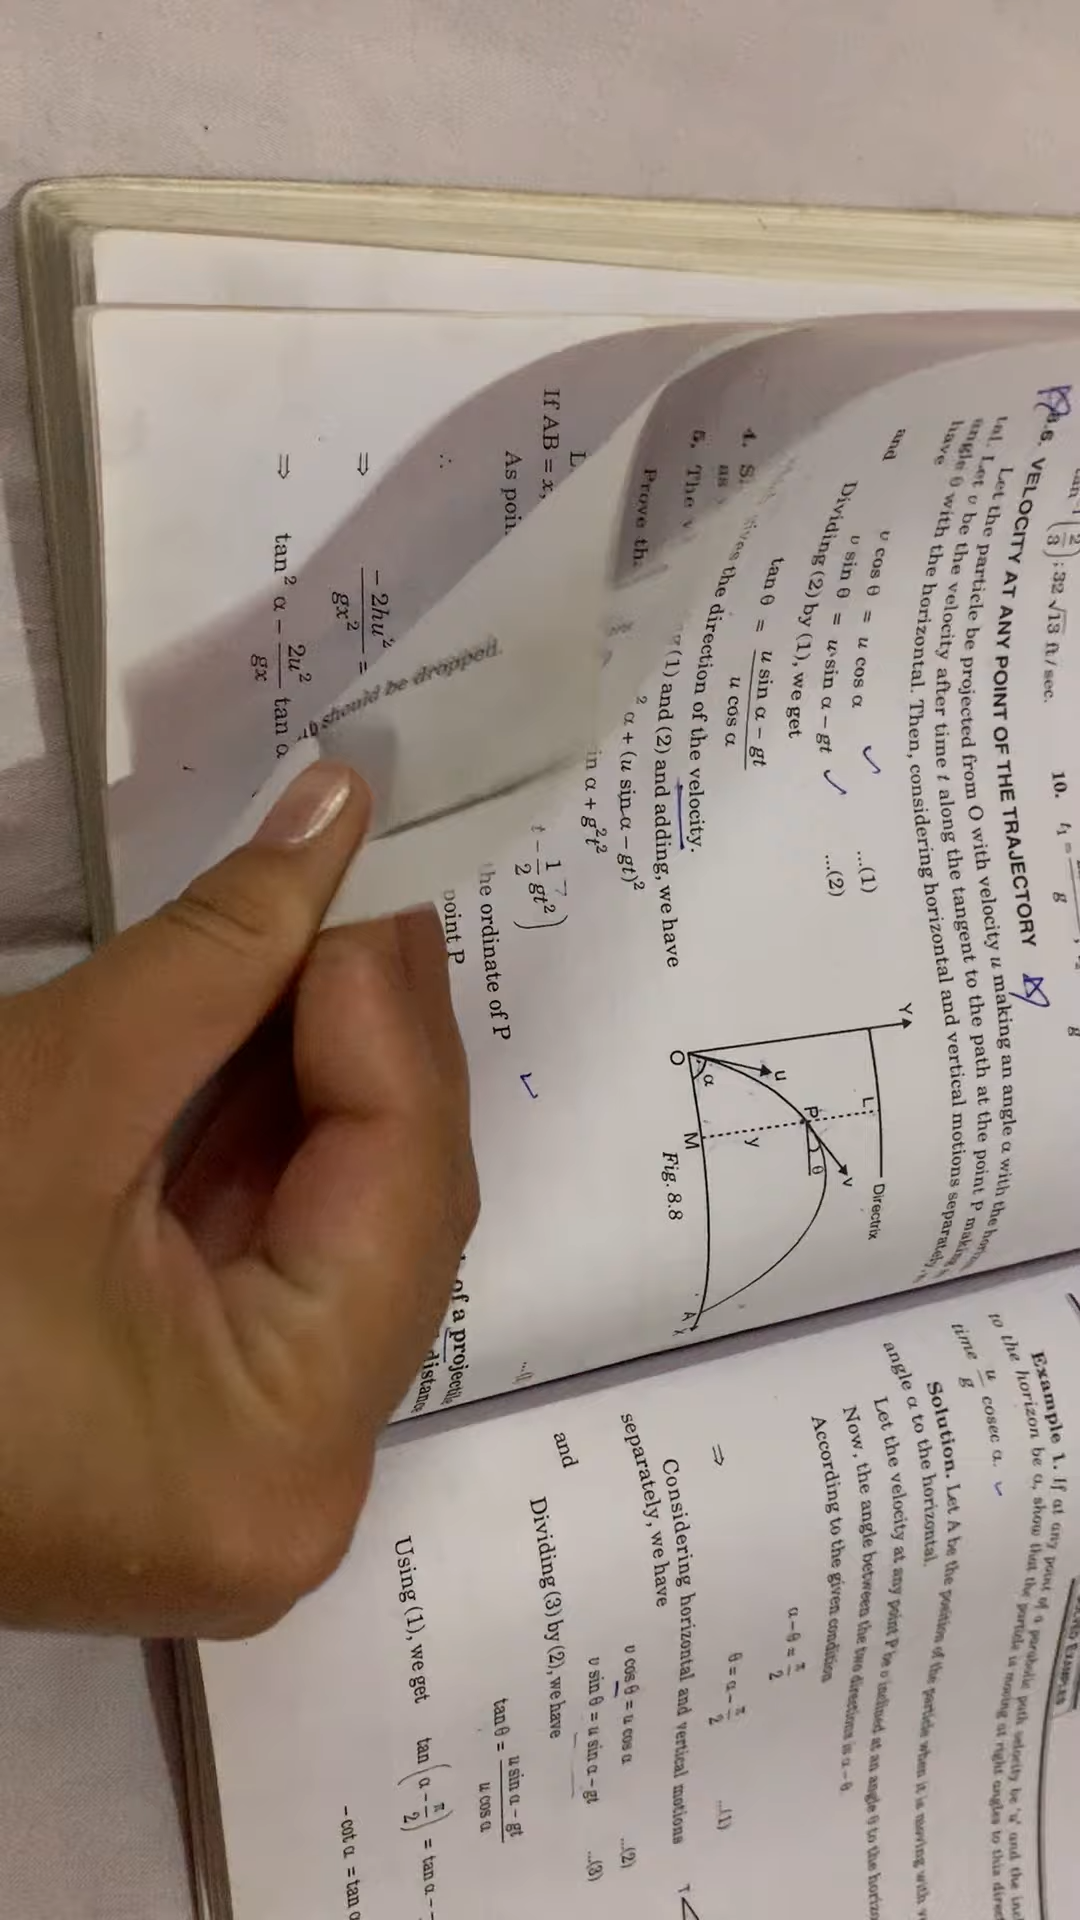 10.
8.6. VELOCITY AT ANY POINT OF THE TRAJECTORY
Let the particle be projected from O with velocity u making an angle α with the
tal. Let v be the velocity after time t along the tangent to the path at the point P making
angle θ with the horizontal. Then, considering horizontal and vertical motions separately,
have
v cos θ = u cos α ...(1)
and v sin θ = u sin α – gt ...(2)
Dividing (2) by (1), we get
tan θ = u sin α – gt / u cos α
gives the direction of the velocity.
(1) and (2) and adding, we have
² α + (u sin α – gt)²
in α + g²t²
t – 1/2 gt²)
the ordinate of P
point P
of a projectile
distance
Y
Directrix
L
P
θ
v
u
y
α
O
M
A
X
Fig. 8.8
4.
as
5. The
Prove th
should be dropped.
If AB = x,
∴
⇒ – 2hu² / gx² =
⇒ tan² α – 2u² / gx tan α
Example 1. If at any point of a parabolic path velocity be 'u' and the
to the horizon be α, show that the particle is moving at right angles to this
time u/g cosec α.
Solution. Let A be the position of the particle when it is moving with
angle α to the horizontal.
Let the velocity at any point P be v inclined at an angle θ to the
Now, the angle between the two directions is α – θ.
According to the given condition
α – θ = π/2
⇒ θ = α – π/2 ...(1)
Considering horizontal and vertical motions
separately, we have
v cos θ = u cos α ...(2)
and v sin θ = u sin α – gt ...(3)
Dividing (3) by (2), we have
tan θ = u sin α – gt / u cos α
Using (1), we get tan (α – π/2) = tan α –
– cot α = tan α